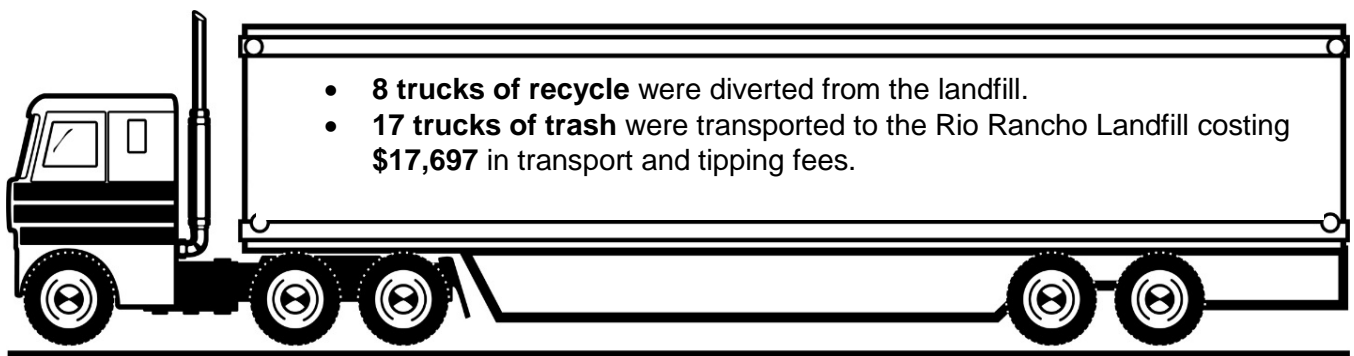 • 8 trucks of recycle were diverted from the landfill.
• 17 trucks of trash were transported to the Rio Rancho Landfill costing
$17,697 in transport and tipping fees.